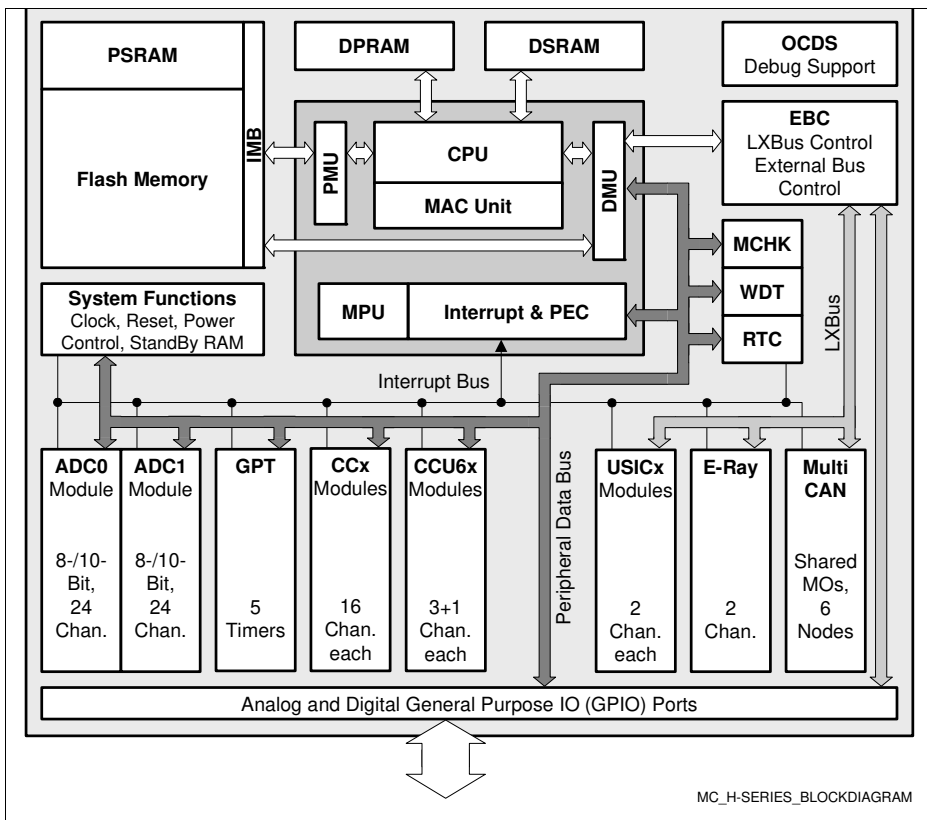 PSRAM
Flash Memory
IMB
DPRAM
DSRAM
OCDS
Debug Support
PMU
CPU
MAC Unit
DMU
EBC
LXBus Control
External Bus
Control
MPU
Interrupt & PEC
MCHK
WDT
RTC
LXBus
System Functions
Clock, Reset, Power
Control, StandBy RAM
Interrupt Bus
Peripheral Data Bus
ADC0
Module
8-/10-
Bit,
24
Chan.
ADC1
Module
8-/10-
Bit,
24
Chan.
GPT
5
Timers
CCx
Modules
16
Chan.
each
CCU6x
Modules
3+1
Chan.
each
USICx
Modules
2
Chan.
each
E-Ray
2
Chan.
Multi
CAN
Shared
MOs,
6
Nodes
Analog and Digital General Purpose IO (GPIO) Ports
MC_H-SERIES_BLOCKDIAGRAM